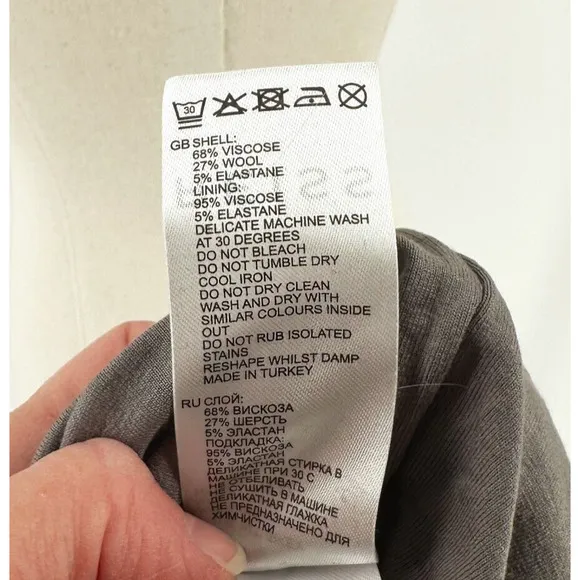 30
GB SHELL:
68% VISCOSE
27% WOOL
5% ELASTANE
LINING:
95% VISCOSE
5% ELASTANE
DELICATE MACHINE WASH
AT 30 DEGREES
DO NOT BLEACH
DO NOT TUMBLE DRY
COOL IRON
DO NOT DRY CLEAN
WASH AND DRY WITH
SIMILAR COLOURS INSIDE
OUT
DO NOT RUB ISOLATED
STAINS
RESHAPE WHILST DAMP
MADE IN TURKEY
RU СЛОЙ:
68% ВИСКОЗА
27% ШЕРСТЬ
5% ЭЛАСТАН
ПОДКЛАДКА:
95% ВИСКОЗА
5% ЭЛАСТАН
ДЕЛИКАТНАЯ СТИРКА В
МАШИНЕ ПРИ 30 С
НЕ ОТБЕЛИВАТЬ
НЕ СУШИТЬ В МАШИНЕ
ДЕЛИКАТНАЯ ГЛАЖКА
НЕ ПРЕДНАЗНАЧЕНО ДЛЯ
ХИМЧИСТКИ